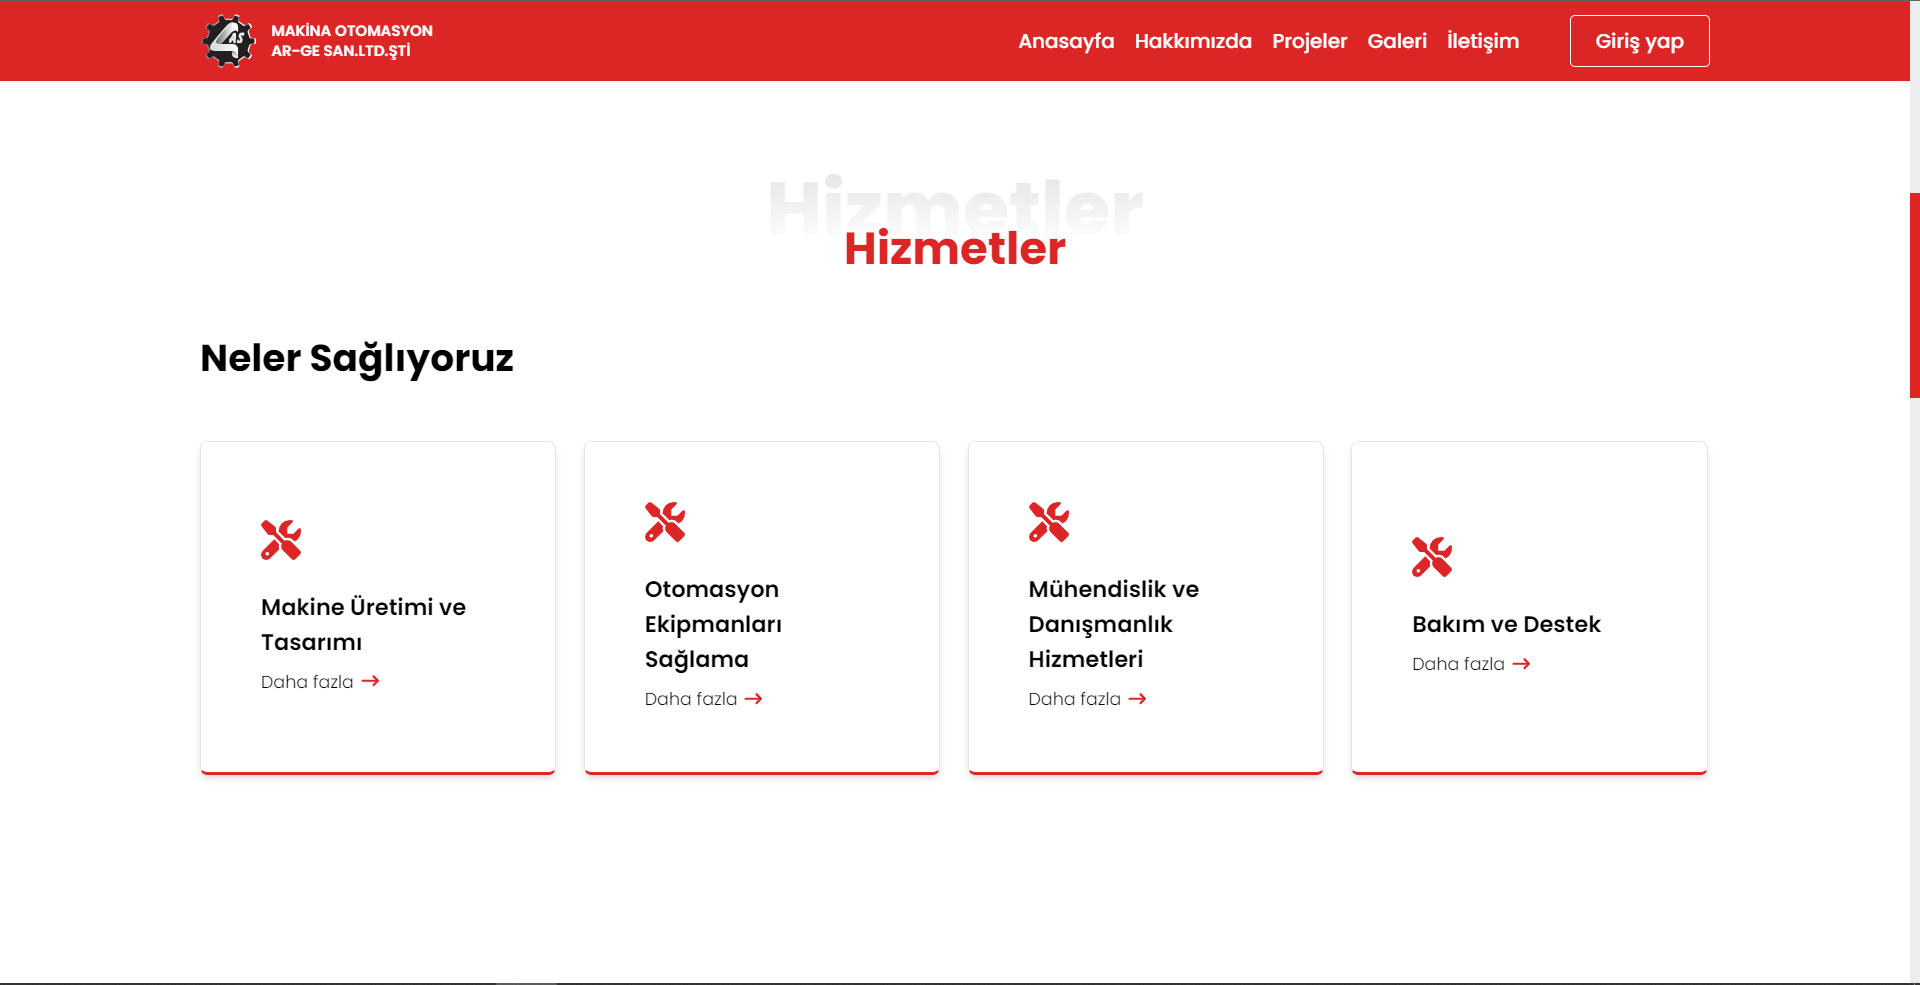 4AS
MAKİNA OTOMASYON
AR-GE SAN.LTD.ŞTİ
Anasayfa
Hakkımızda
Projeler
Galeri
İletişim
Giriş yap
Hizmetler
Hizmetler
Neler Sağlıyoruz
Makine Üretimi ve
Tasarımı
Daha fazla
Otomasyon
Ekipmanları
Sağlama
Daha fazla
Mühendislik ve
Danışmanlık
Hizmetleri
Daha fazla
Bakım ve Destek
Daha fazla